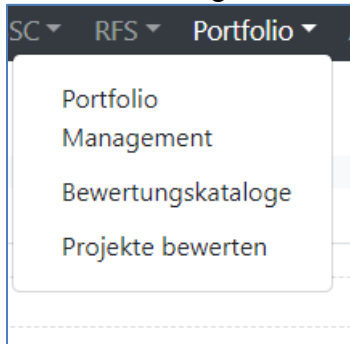 SC RFS Portfolio
Portfolio
Management
Bewertungskataloge
Projekte bewerten